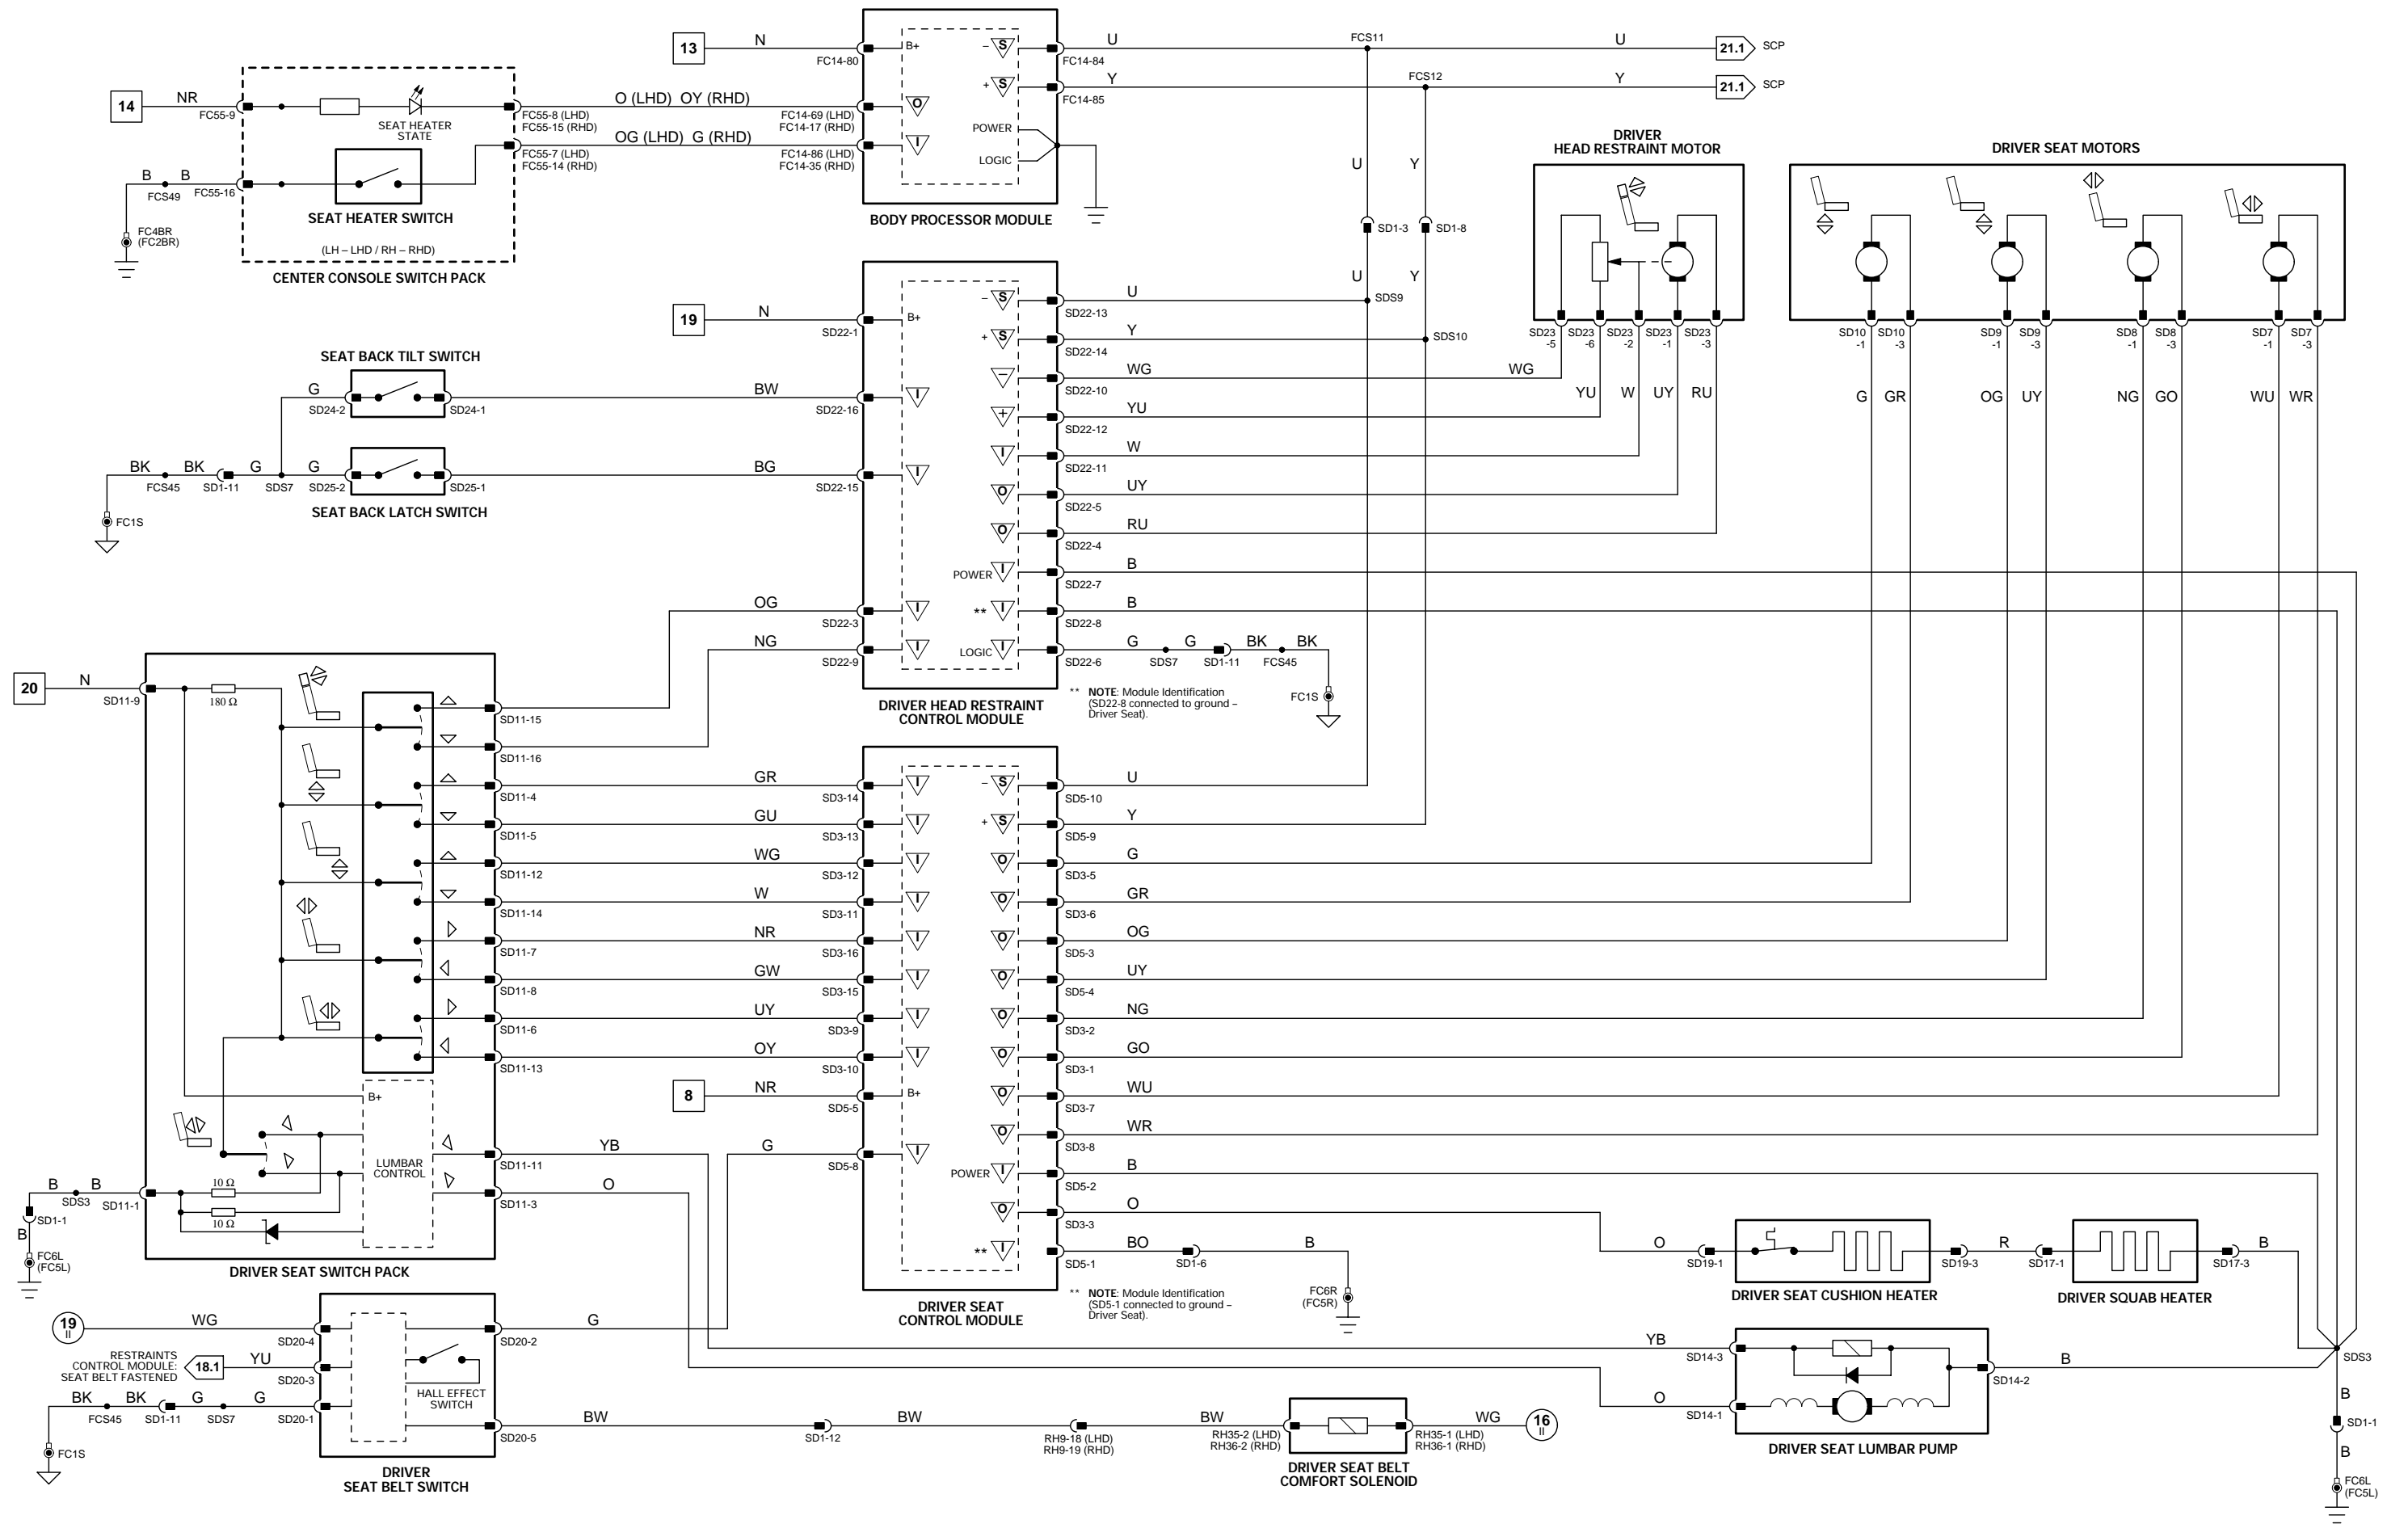 13
N
FC14-80
B+
–
S
FC14-84
U
FCS11
U
21.1
SCP
+
S
FC14-85
Y
FCS12
Y
21.1
SCP
14
NR
FC55-9
SEAT HEATER
STATE
FC55-8 (LHD)
FC55-15 (RHD)
O (LHD) OY (RHD)
FC14-69 (LHD)
FC14-17 (RHD)
O
OG (LHD) G (RHD)
FC55-7 (LHD)
FC55-14 (RHD)
FC14-86 (LHD)
FC14-35 (RHD)
I
POWER
LOGIC
BODY PROCESSOR MODULE
B
FCS49
B
FC55-16
FC4BR
(FC2BR)
SEAT HEATER SWITCH
(LH – LHD / RH – RHD)
CENTER CONSOLE SWITCH PACK
U
Y
SD1-3
SD1-8
U
Y
SDS9
SDS10
DRIVER
HEAD RESTRAINT MOTOR
SD23
-5
SD23
-6
SD23
-2
SD23
-1
SD23
-3
WG
YU
W
UY
RU
DRIVER SEAT MOTORS
SD10
-1
SD10
-3
SD9
-1
SD9
-3
SD8
-1
SD8
-3
SD7
-1
SD7
-3
G
GR
OG
UY
NG
GO
WU
WR
19
N
SD22-1
B+
–
S
SD22-13
U
+
S
SD22-14
Y
–
SD22-10
WG
+
SD22-12
YU
I
SD22-11
W
O
SD22-5
UY
O
SD22-4
RU
POWER
I
SD22-7
B
**
I
SD22-8
B
LOGIC
I
SD22-6
G
SDS7
G
SD1-11
BK
FCS45
BK
FC1S
SEAT BACK TILT SWITCH
G
SD24-2
SD24-1
BW
SD22-16
I
BK
FCS45
BK
SD1-11
G
SDS7
G
SD25-2
SD25-1
BG
SD22-15
I
FC1S
SEAT BACK LATCH SWITCH
OG
SD22-3
I
NG
SD22-9
I
DRIVER HEAD RESTRAINT
CONTROL MODULE
** NOTE: Module Identification
(SD22-8 connected to ground –
Driver Seat).
20
N
SD11-9
180 Ω
SD11-15
SD11-16
SD11-4
GR
SD3-14
I
SD11-5
GU
SD3-13
I
SD11-12
WG
SD3-12
I
SD11-14
W
SD3-11
I
SD11-7
NR
SD3-16
I
SD11-8
GW
SD3-15
I
SD11-6
UY
SD3-9
I
SD11-13
OY
SD3-10
I
8
NR
SD5-5
B+
G
SD5-8
I
B+
LUMBAR
CONTROL
SD11-11
YB
SD11-3
O
B
SDS3
B
SD11-1
10 Ω
10 Ω
SD1-1
B
FC6L
(FC5L)
DRIVER SEAT SWITCH PACK
–
S
SD5-10
U
+
S
SD5-9
Y
O
SD3-5
G
O
SD3-6
GR
O
SD5-3
OG
O
SD5-4
UY
O
SD3-2
NG
O
SD3-1
GO
O
SD3-7
WU
O
SD3-8
WR
POWER
I
SD5-2
B
O
SD3-3
O
**
I
SD5-1
BO
SD1-6
B
FC6R
(FC5R)
DRIVER SEAT
CONTROL MODULE
** NOTE: Module Identification
(SD5-1 connected to ground –
Driver Seat).
O
SD19-1
SD19-3
R
SD17-1
SD17-3
B
DRIVER SEAT CUSHION HEATER
DRIVER SQUAB HEATER
19
II
WG
SD20-4
SD20-2
G
RESTRAINTS
CONTROL MODULE:
SEAT BELT FASTENED
18.1
YU
SD20-3
HALL EFFECT
SWITCH
BK
FCS45
BK
SD1-11
G
SDS7
G
SD20-1
FC1S
SD20-5
BW
SD1-12
BW
RH9-18 (LHD)
RH9-19 (RHD)
BW
RH35-2 (LHD)
RH36-2 (RHD)
RH35-1 (LHD)
RH36-1 (RHD)
WG
16
II
DRIVER
SEAT BELT SWITCH
DRIVER SEAT BELT
COMFORT SOLENOID
YB
SD14-3
O
SD14-1
SD14-2
B
DRIVER SEAT LUMBAR PUMP
SDS3
B
SD1-1
B
FC6L
(FC5L)
WG